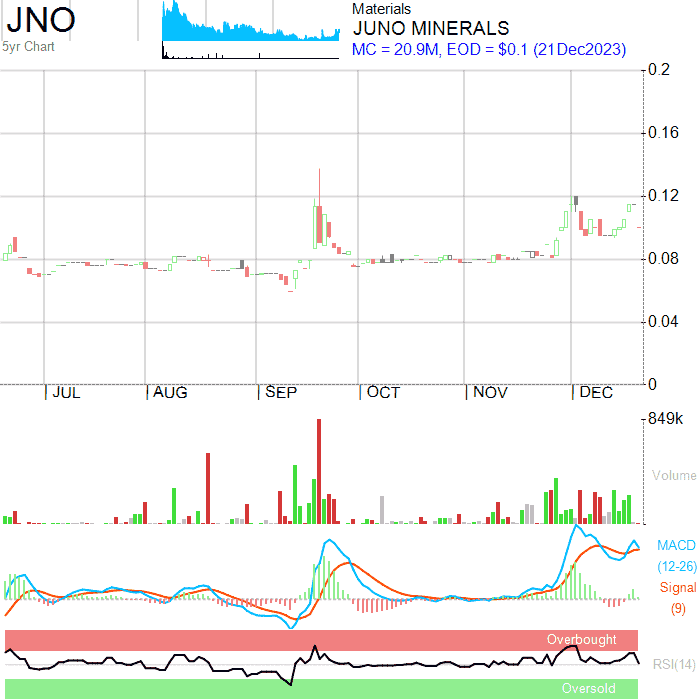 JNO
5yr Chart
Materials
JUNO MINERALS
MC = 20.9M, EOD = $0.1 (21Dec2023)
0.2
0.16
0.12
0.08
0.04
0
JUL AUG SEP OCT NOV DEC
849k
Volume
MACD
(12-26)
Signal
(9)
Overbought
RSI(14)
Oversold